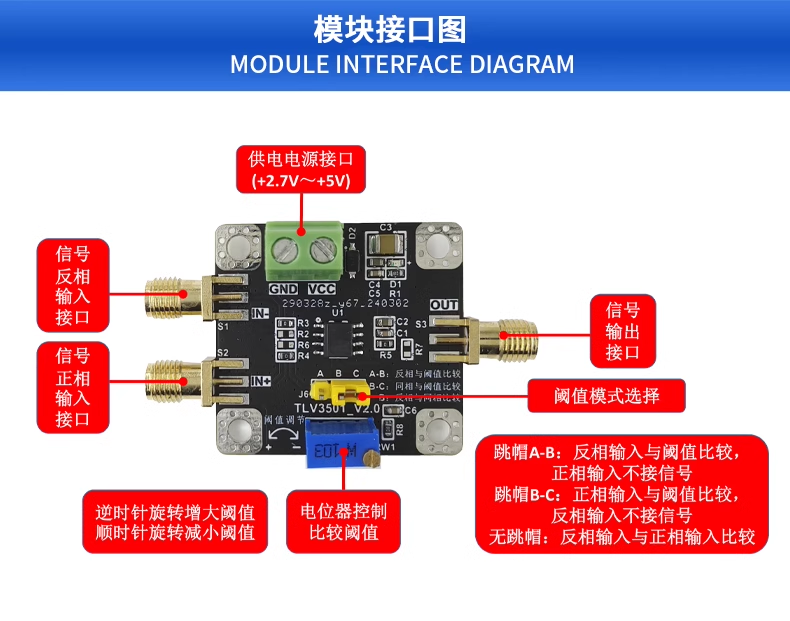 模块接口图
MODULE INTERFACE DIAGRAM
供电电源接口
(+2.7V～+5V)
信号
反相
输入
接口
信号
正相
输入
接口
信号
输出
接口
阈值模式选择
跳帽A-B：反相输入与阈值比较，
正相输入不接信号
跳帽B-C：正相输入与阈值比较，
反相输入不接信号
无跳帽：反相输入与正相输入比较
逆时针旋转增大阈值
顺时针旋转减小阈值
电位器控制
比较阈值
D2
C3
C4
D1
C5
R1
GND
VCC
290328z_y67_240302
U1
OUT
IN-
S1
R3
R2
R6
R4
C2
C1
S3
R5
R7
S2
IN+
A B C
A-B：反相与阈值比较
B-C：同相与阈值比较
反相与同相比较
J6
TLV3501_V2.0
C6
阈值调节
+
-
R8
RW1
W103